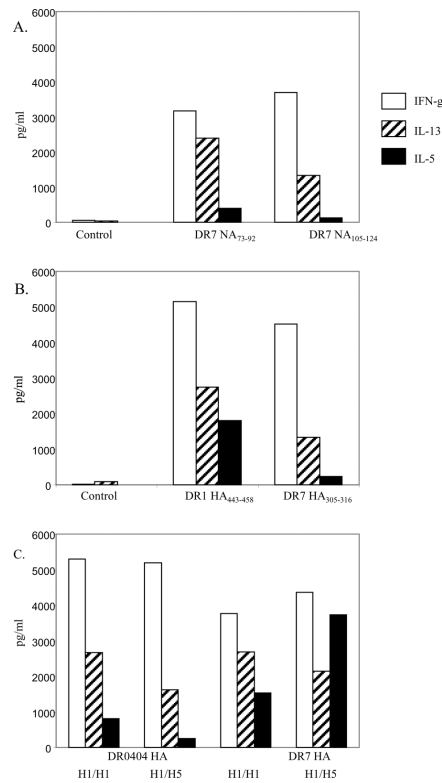 A.
6000
5000
4000
3000
2000
1000
0
pg/ml
Control
DR7 NA73-92
DR7 NA105-124
IFN-g
IL-13
IL-5
B.
6000
5000
4000
3000
2000
1000
0
pg/ml
Control
DR1 HA443-458
DR7 HA305-316
C.
6000
5000
4000
3000
2000
1000
0
pg/ml
DR0404 HA
DR7 HA
H1/H1
H1/H5
H1/H1
H1/H5